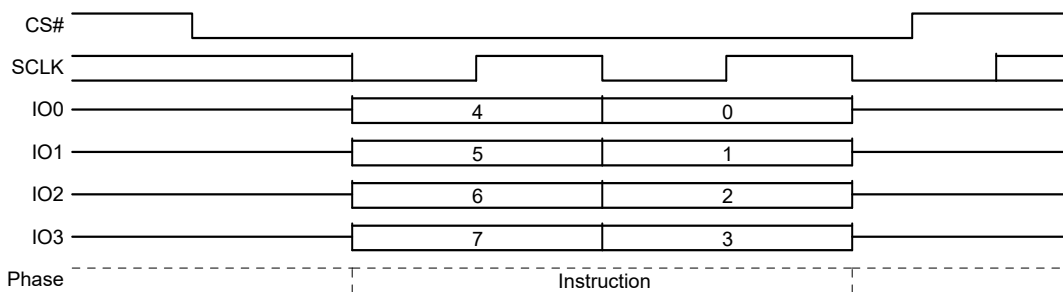 CS#
SCLK
IO0 4 0
IO1 5 1
IO2 6 2
IO3 7 3
Phase Instruction